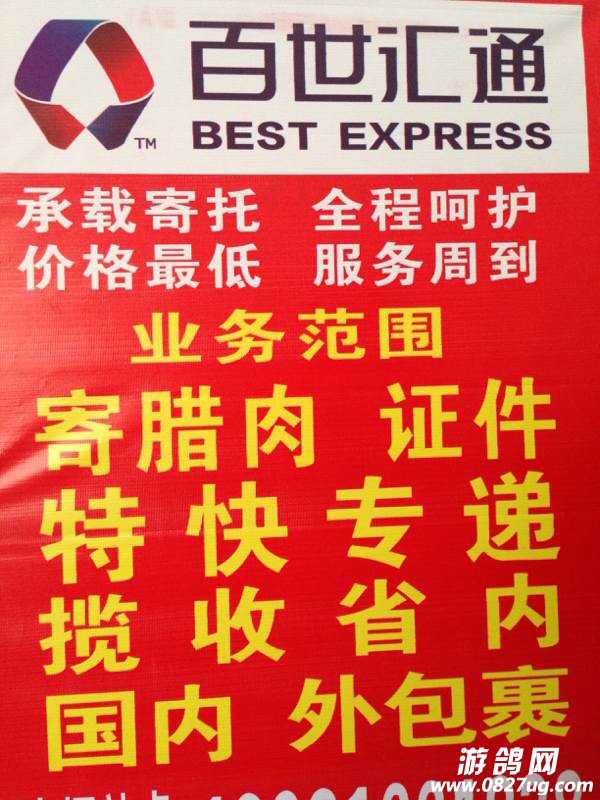 百世汇通
TM
BEST EXPRESS
承载寄托 全程呵护
价格最低 服务周到
业务范围
寄腊肉 证件
特快专递
揽收省内
国内 外包裹
游鸽网
www.0827ug.com